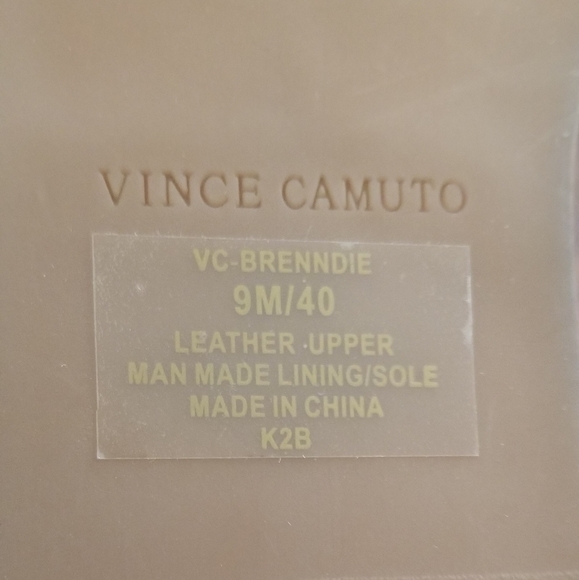 VINCE CAMUTO
VC-BRENNDIE
9M/40
LEATHER UPPER
MAN MADE LINING/SOLE
MADE IN CHINA
K2B